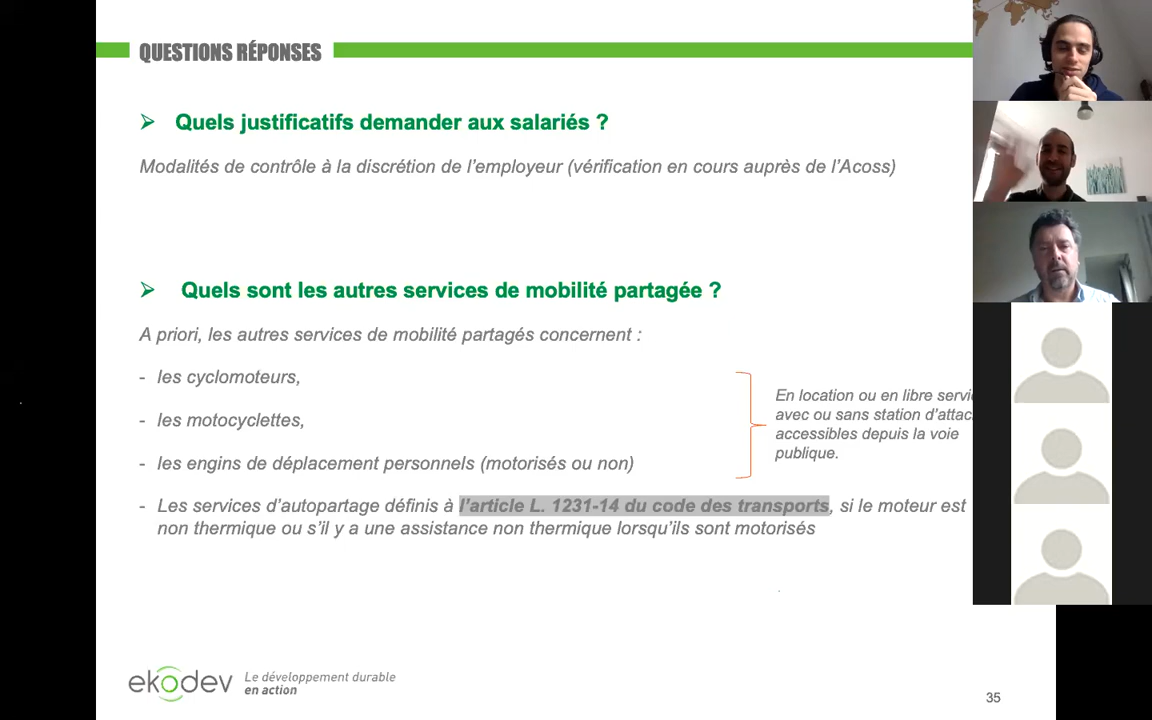 QUESTIONS RÉPONSES
➢ Quels justificatifs demander aux salariés ?
Modalités de contrôle à la discrétion de l'employeur (vérification en cours auprès de l'Acoss)
➢ Quels sont les autres services de mobilité partagée ?
A priori, les autres services de mobilité partagés concernent :
- les cyclomoteurs,
- les motocyclettes,
- les engins de déplacement personnels (motorisés ou non)
En location ou en libre
avec ou sans station
accessibles depuis la voie
publique.
- Les services d'autopartage définis à l'article L. 1231-14 du code des transports, si le moteur est
non thermique ou s'il y a une assistance non thermique lorsqu'ils sont motorisés
ekodev
Le développement durable
en action
35